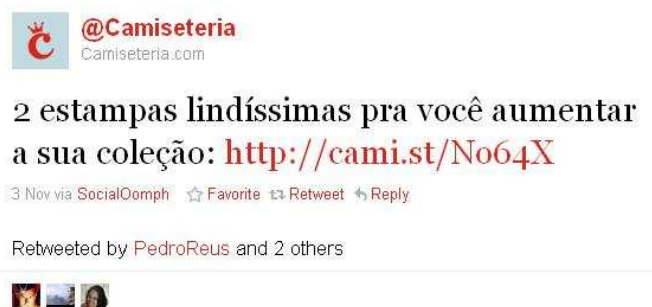 @Camiseteria
Camiseteria.com
2 estampas lindíssimas pra você aumentar
a sua coleção: http://cami.st/No64X
3 Nov via SocialOomph Favorite Retweet Reply
Retweeted by PedroReus and 2 others